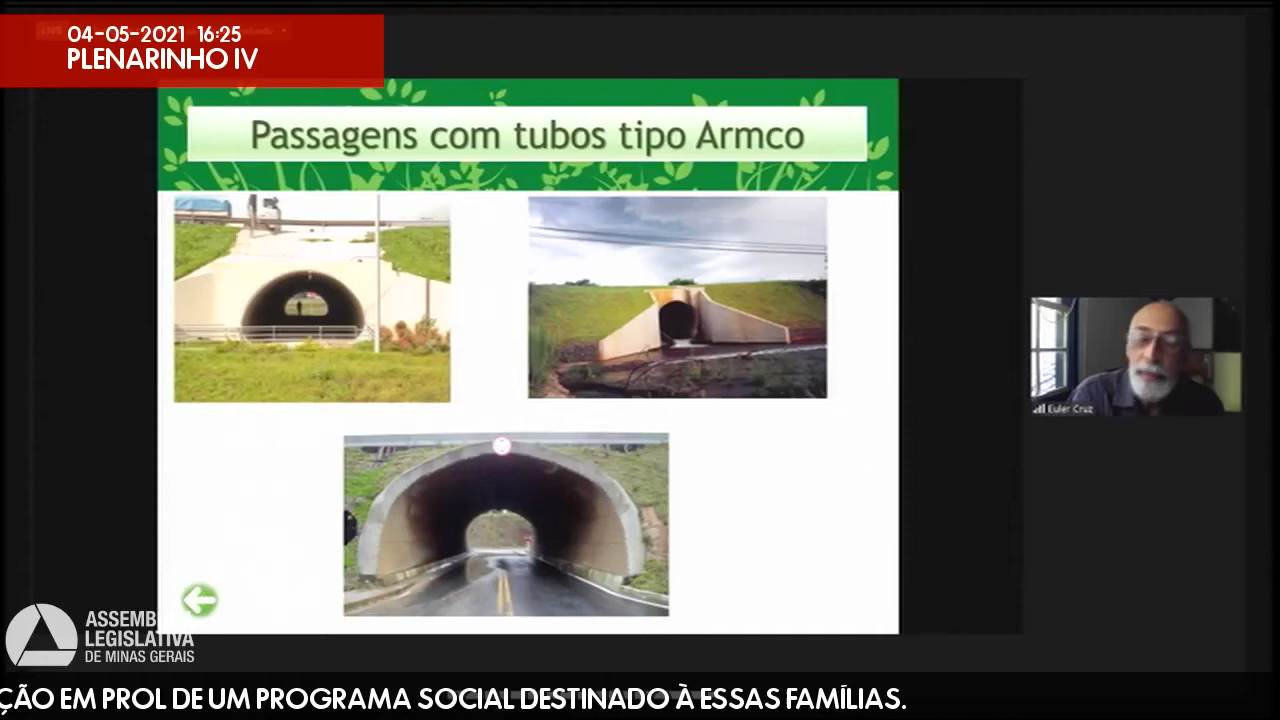 04-05-2021 16:25
PLENARINHO IV
Passagens com tubos tipo Armco
Euler Cruz
ASSEMB
LEGISLATIVA
DE MINAS GERAIS
ÇÃO EM PROL DE UM PROGRAMA SOCIAL DESTINADO À ESSAS FAMÍLIAS.